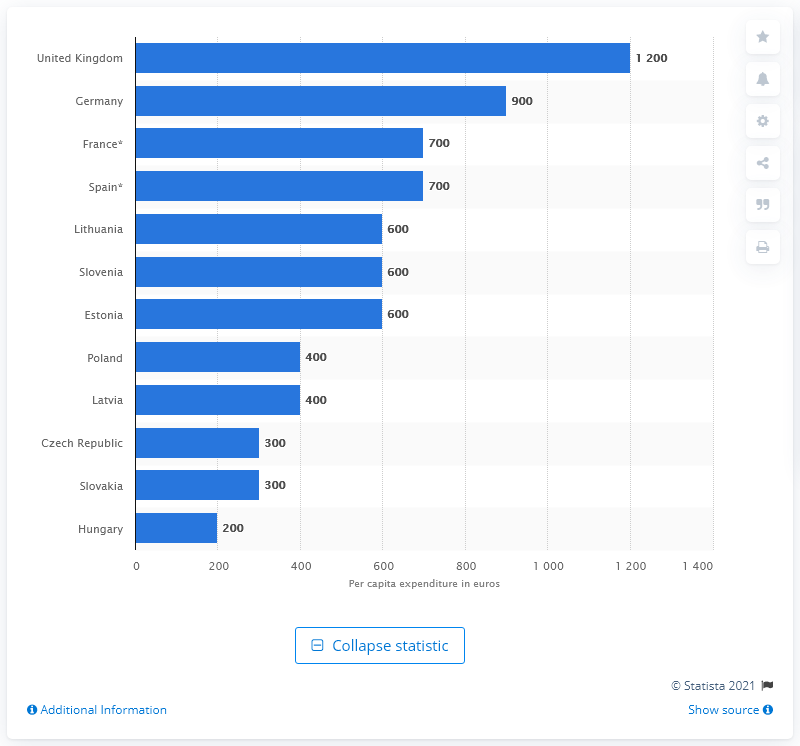 United Kingdom 1 200
Germany 900
France* 700
Spain* 700
Lithuania 600
Slovenia 600
Estonia 600
Poland 400
Latvia 400
Czech Republic 300
Slovakia 300
Hungary 200
0 200 400 600 800 1 000 1 200 1 400
Per capita expenditure in euros
Collapse statistic
© Statista 2021
Additional Information Show source